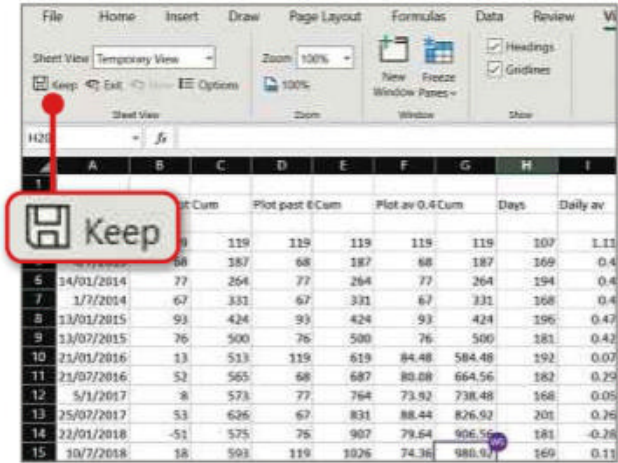 File Home Insert Draw Page Layout Formulas Data Review Vi
Sheet View Temporary View Zoom 100% Headings
Keep Exit Options 100% New Window Freeze Panes Gridlines
Sheet View Zoom Window Show
H20 fx
A B C D E F G H I
1
Cum Plot past Cum Plot av 0.4 Cum Days Daily av
Keep
119 119 119 119 119 107 1.11
68 187 68 187 68 187 169 0.4
6 14/01/2014 77 264 77 264 77 264 194 0.4
7 1/7/2014 67 331 67 331 67 331 168 0.4
8 13/01/2015 93 424 93 424 93 424 196 0.47
9 13/07/2015 76 500 76 500 76 500 181 0.42
10 21/01/2016 13 513 119 619 84.48 584.48 192 0.07
11 21/07/2016 52 565 68 687 80.08 664.56 182 0.29
12 5/1/2017 8 573 77 764 73.92 738.48 168 0.05
13 25/07/2017 53 626 67 831 88.44 826.92 201 0.26
14 22/01/2018 -51 575 76 907 79.64 906.56 181 -0.28
15 10/7/2018 18 593 119 1026 74.36 980.92 169 0.11
WS